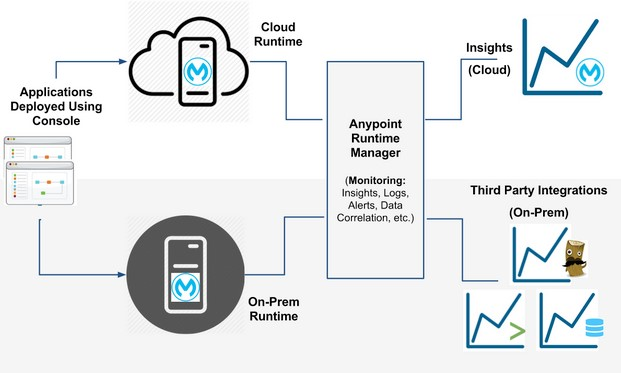 Cloud
Runtime
Insights
(Cloud)
Applications
Deployed Using
Console
Anypoint
Runtime
Manager
(Monitoring:
Insights, Logs,
Alerts, Data
Correlation, etc.)
Third Party Integrations
(On-Prem)
On-Prem
Runtime